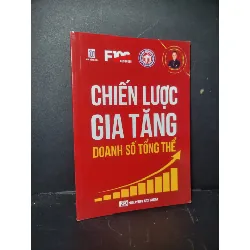 CHIẾN LƯỢC
GIA TĂNG
DOANH SỐ TỔNG THỂ